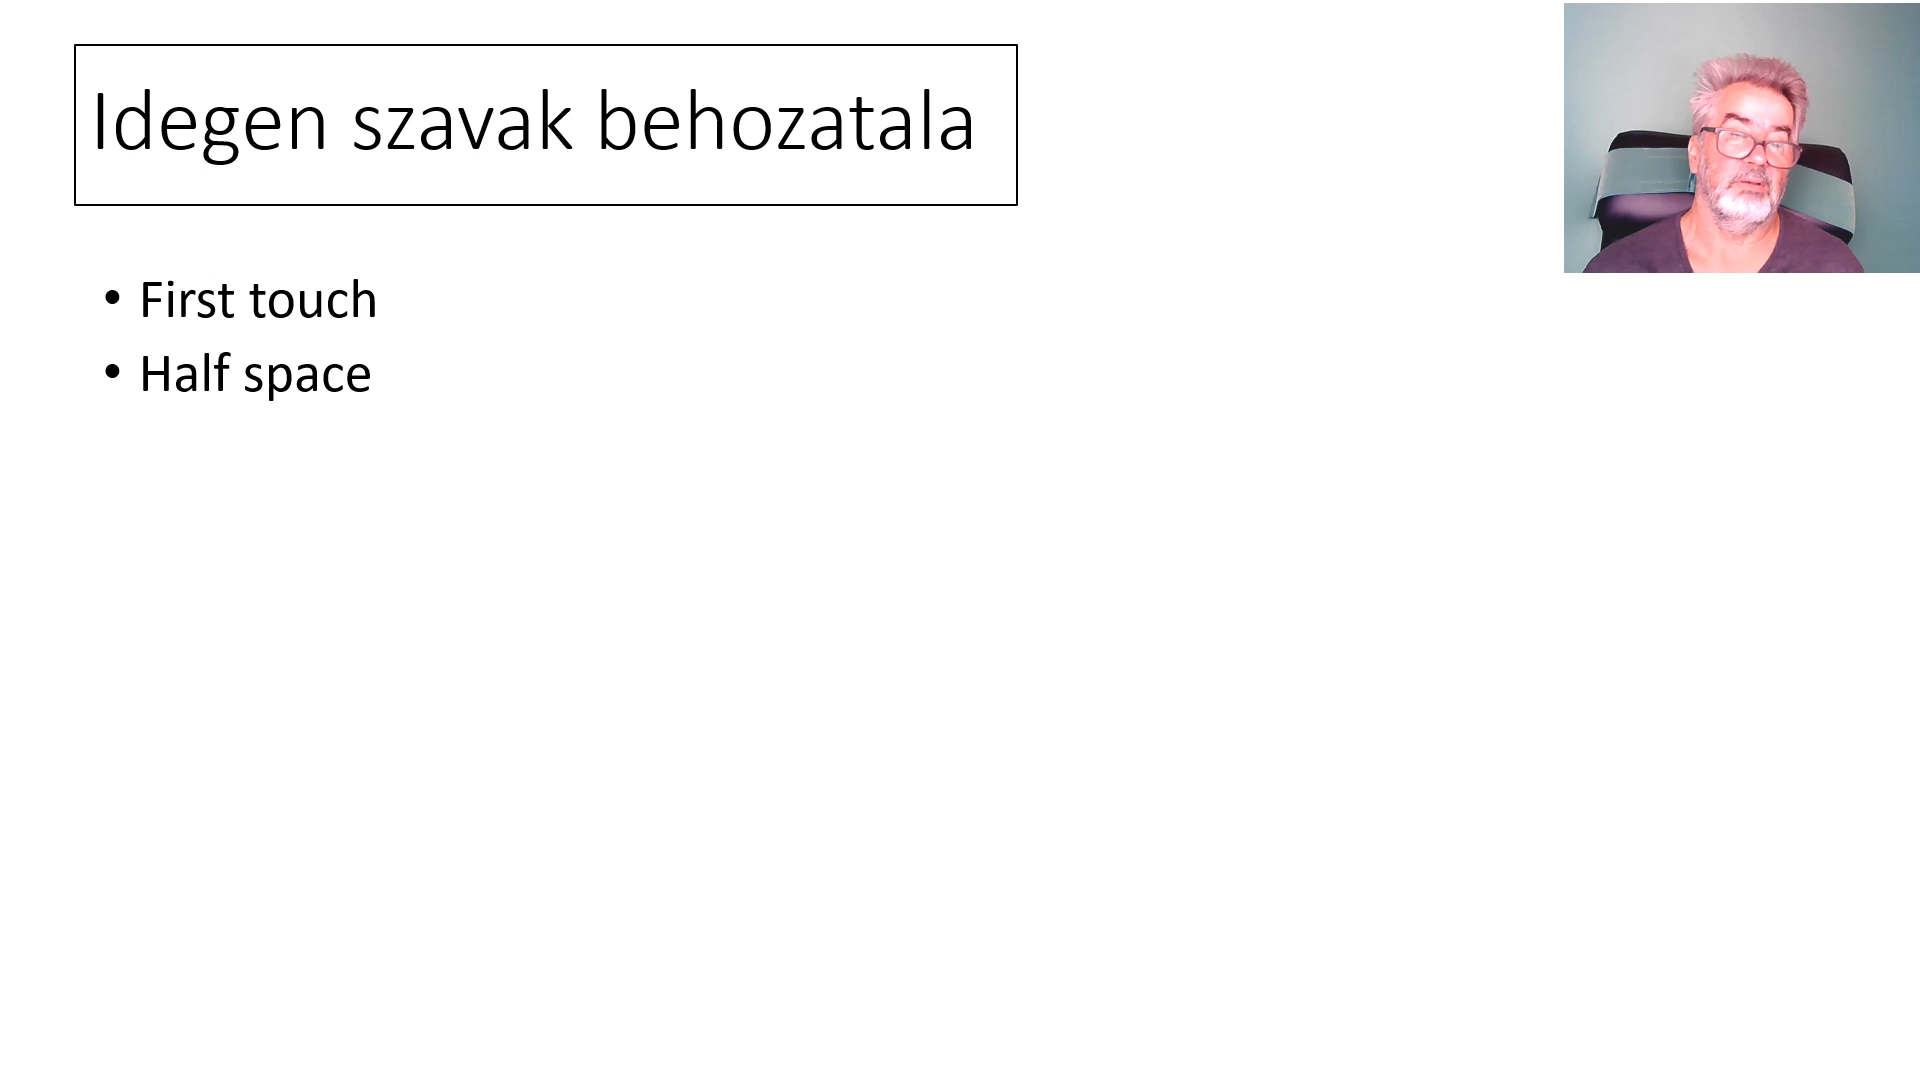 Idegen szavak behozatala
• First touch
• Half space